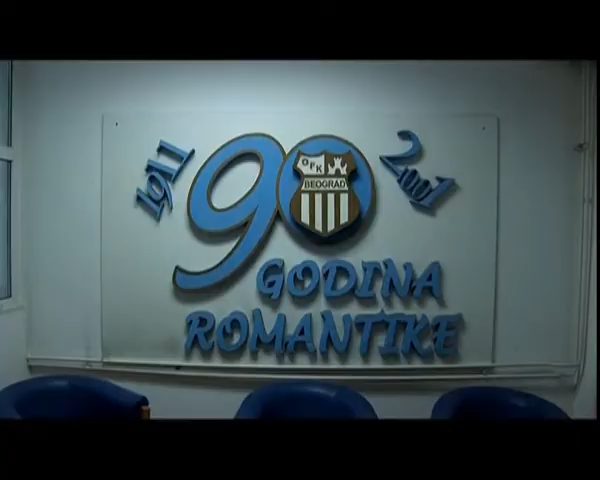 1911
90
2001
OFK
BEOGRAD
GODINA
ROMANTIKE